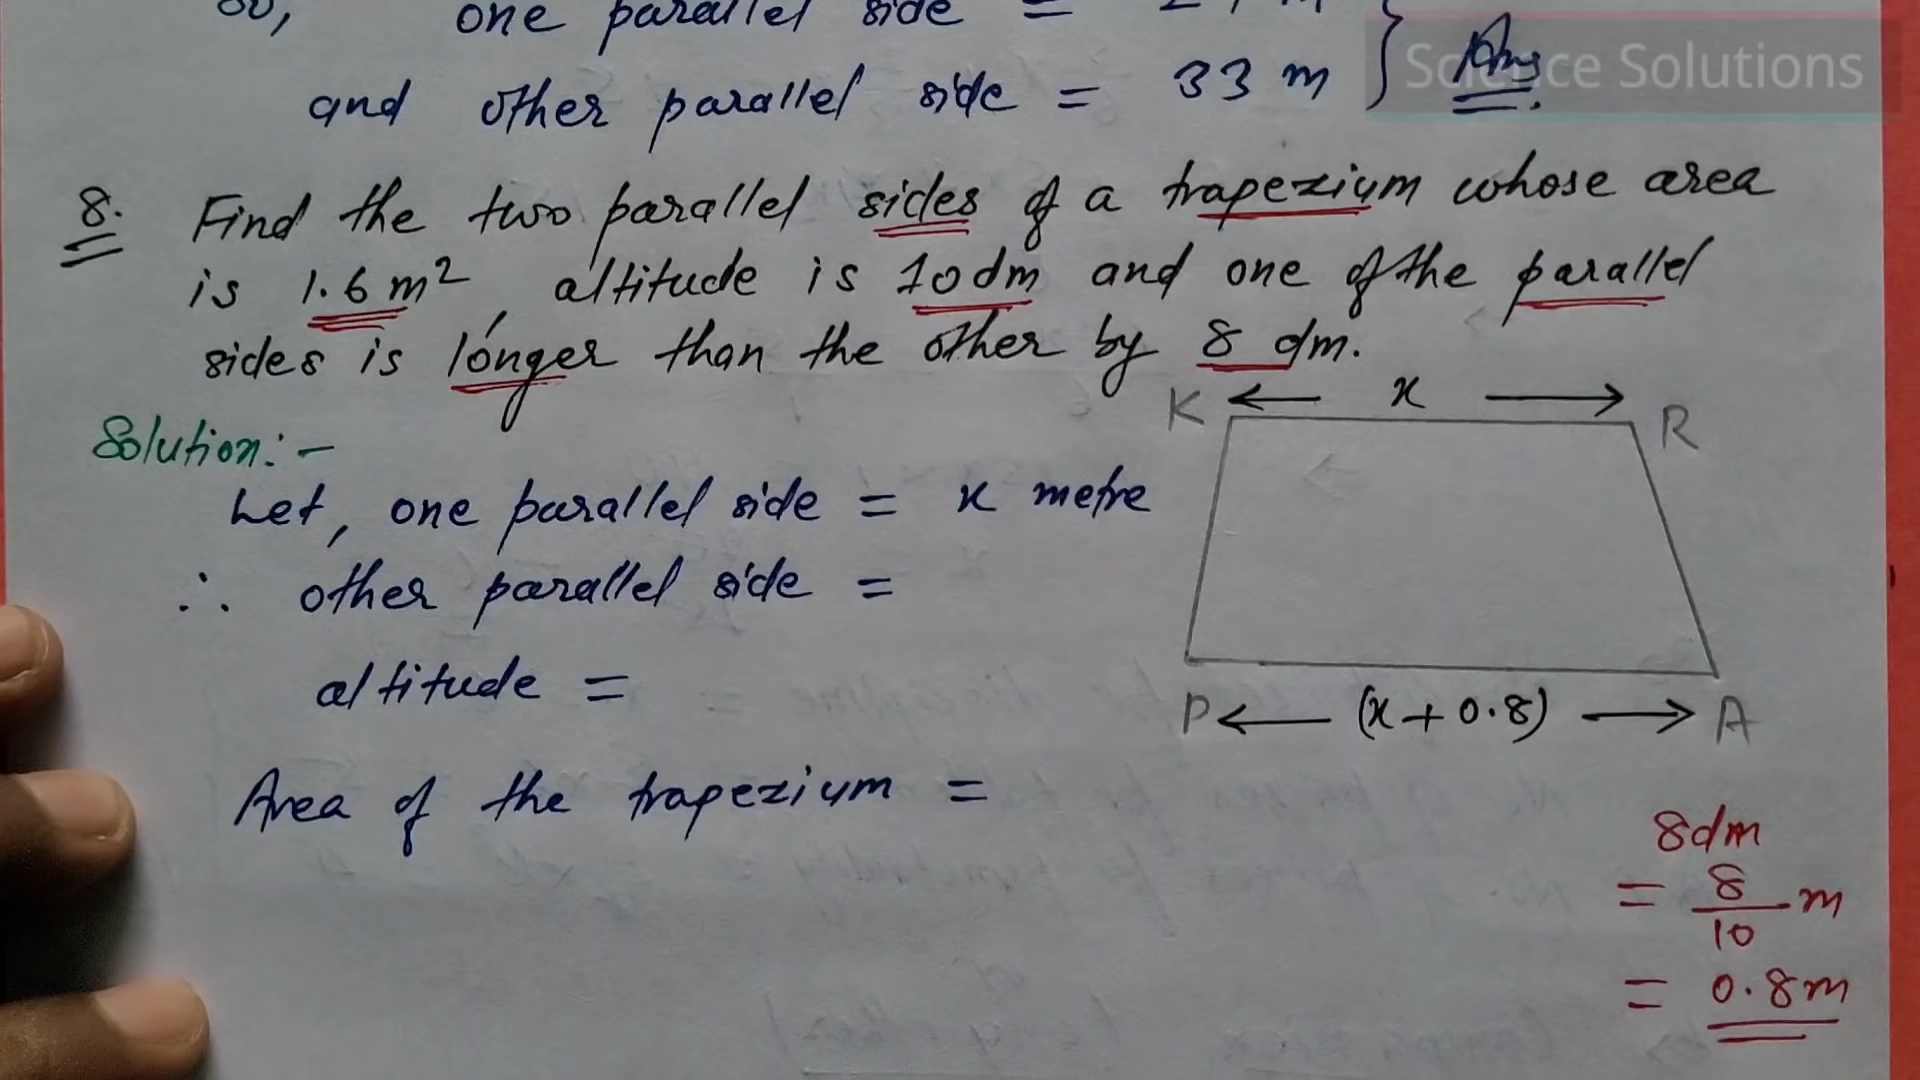 one parallel side =
and other parallel side = 33 m } Ans.
Science Solutions
8. Find the two parallel sides of a trapezium whose area
is 1.6 m², altitude is 10 dm and one of the parallel
sides is longer than the other by 8 dm.
Solution:-
K ← x → R
Let, one parallel side = x metre
∴ other parallel side =
altitude =
P ← (x + 0.8) → A
Area of the trapezium =
8dm
= 8/10 m
= 0.8m